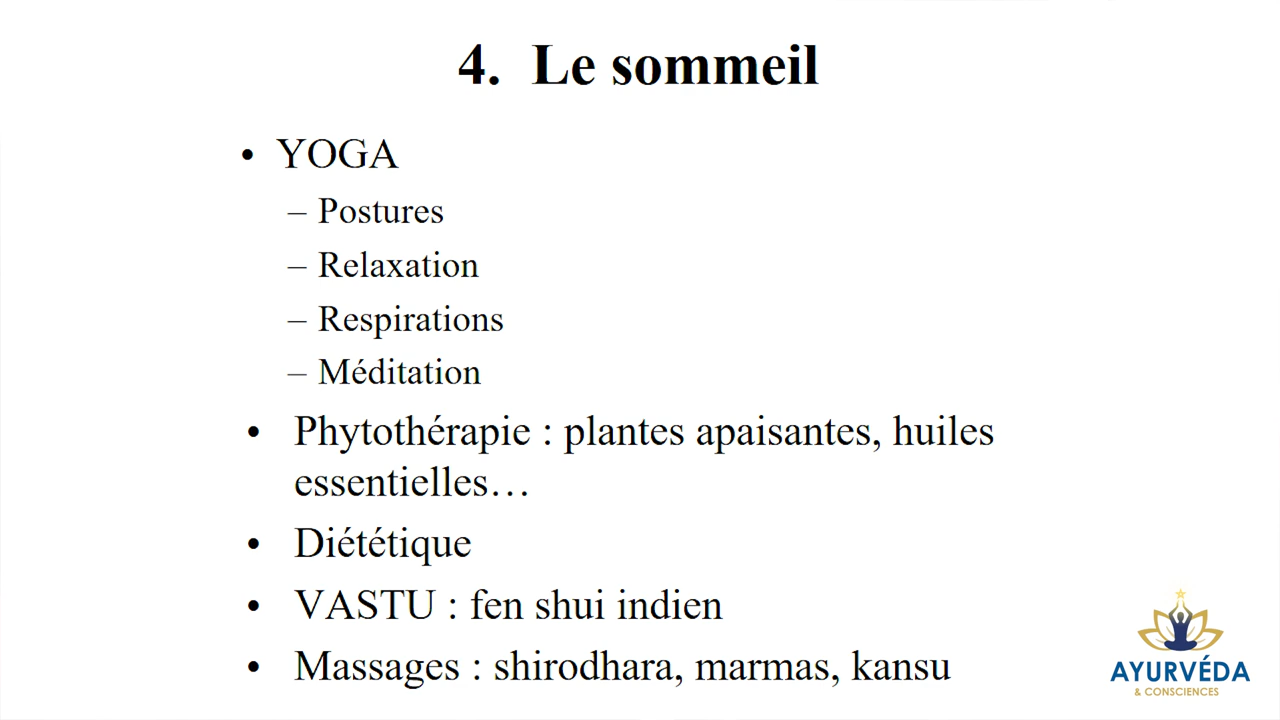 4. Le sommeil
• YOGA
– Postures
– Relaxation
– Respirations
– Méditation
• Phytothérapie : plantes apaisantes, huiles
essentielles…
• Diététique
• VASTU : fen shui indien
• Massages : shirodhara, marmas, kansu
AYURVÉDA
& CONSCIENCES